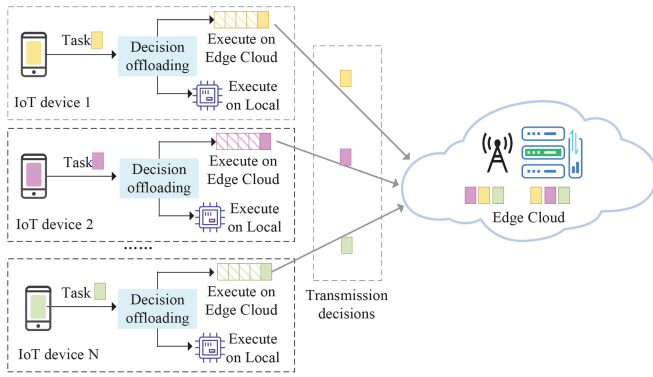 Task
Decision
offloading
Execute on
Edge Cloud
Execute
on Local
IoT device 1
Task
Decision
offloading
Execute on
Edge Cloud
Execute
on Local
IoT device 2
......
Task
Decision
offloading
Execute on
Edge Cloud
Execute
on Local
IoT device N
Transmission
decisions
Edge Cloud